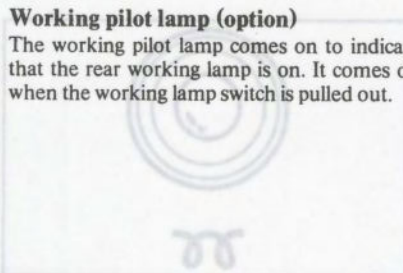 Working pilot lamp (option)
The working pilot lamp comes on to indica
that the rear working lamp is on. It comes o
when the working lamp switch is pulled out.